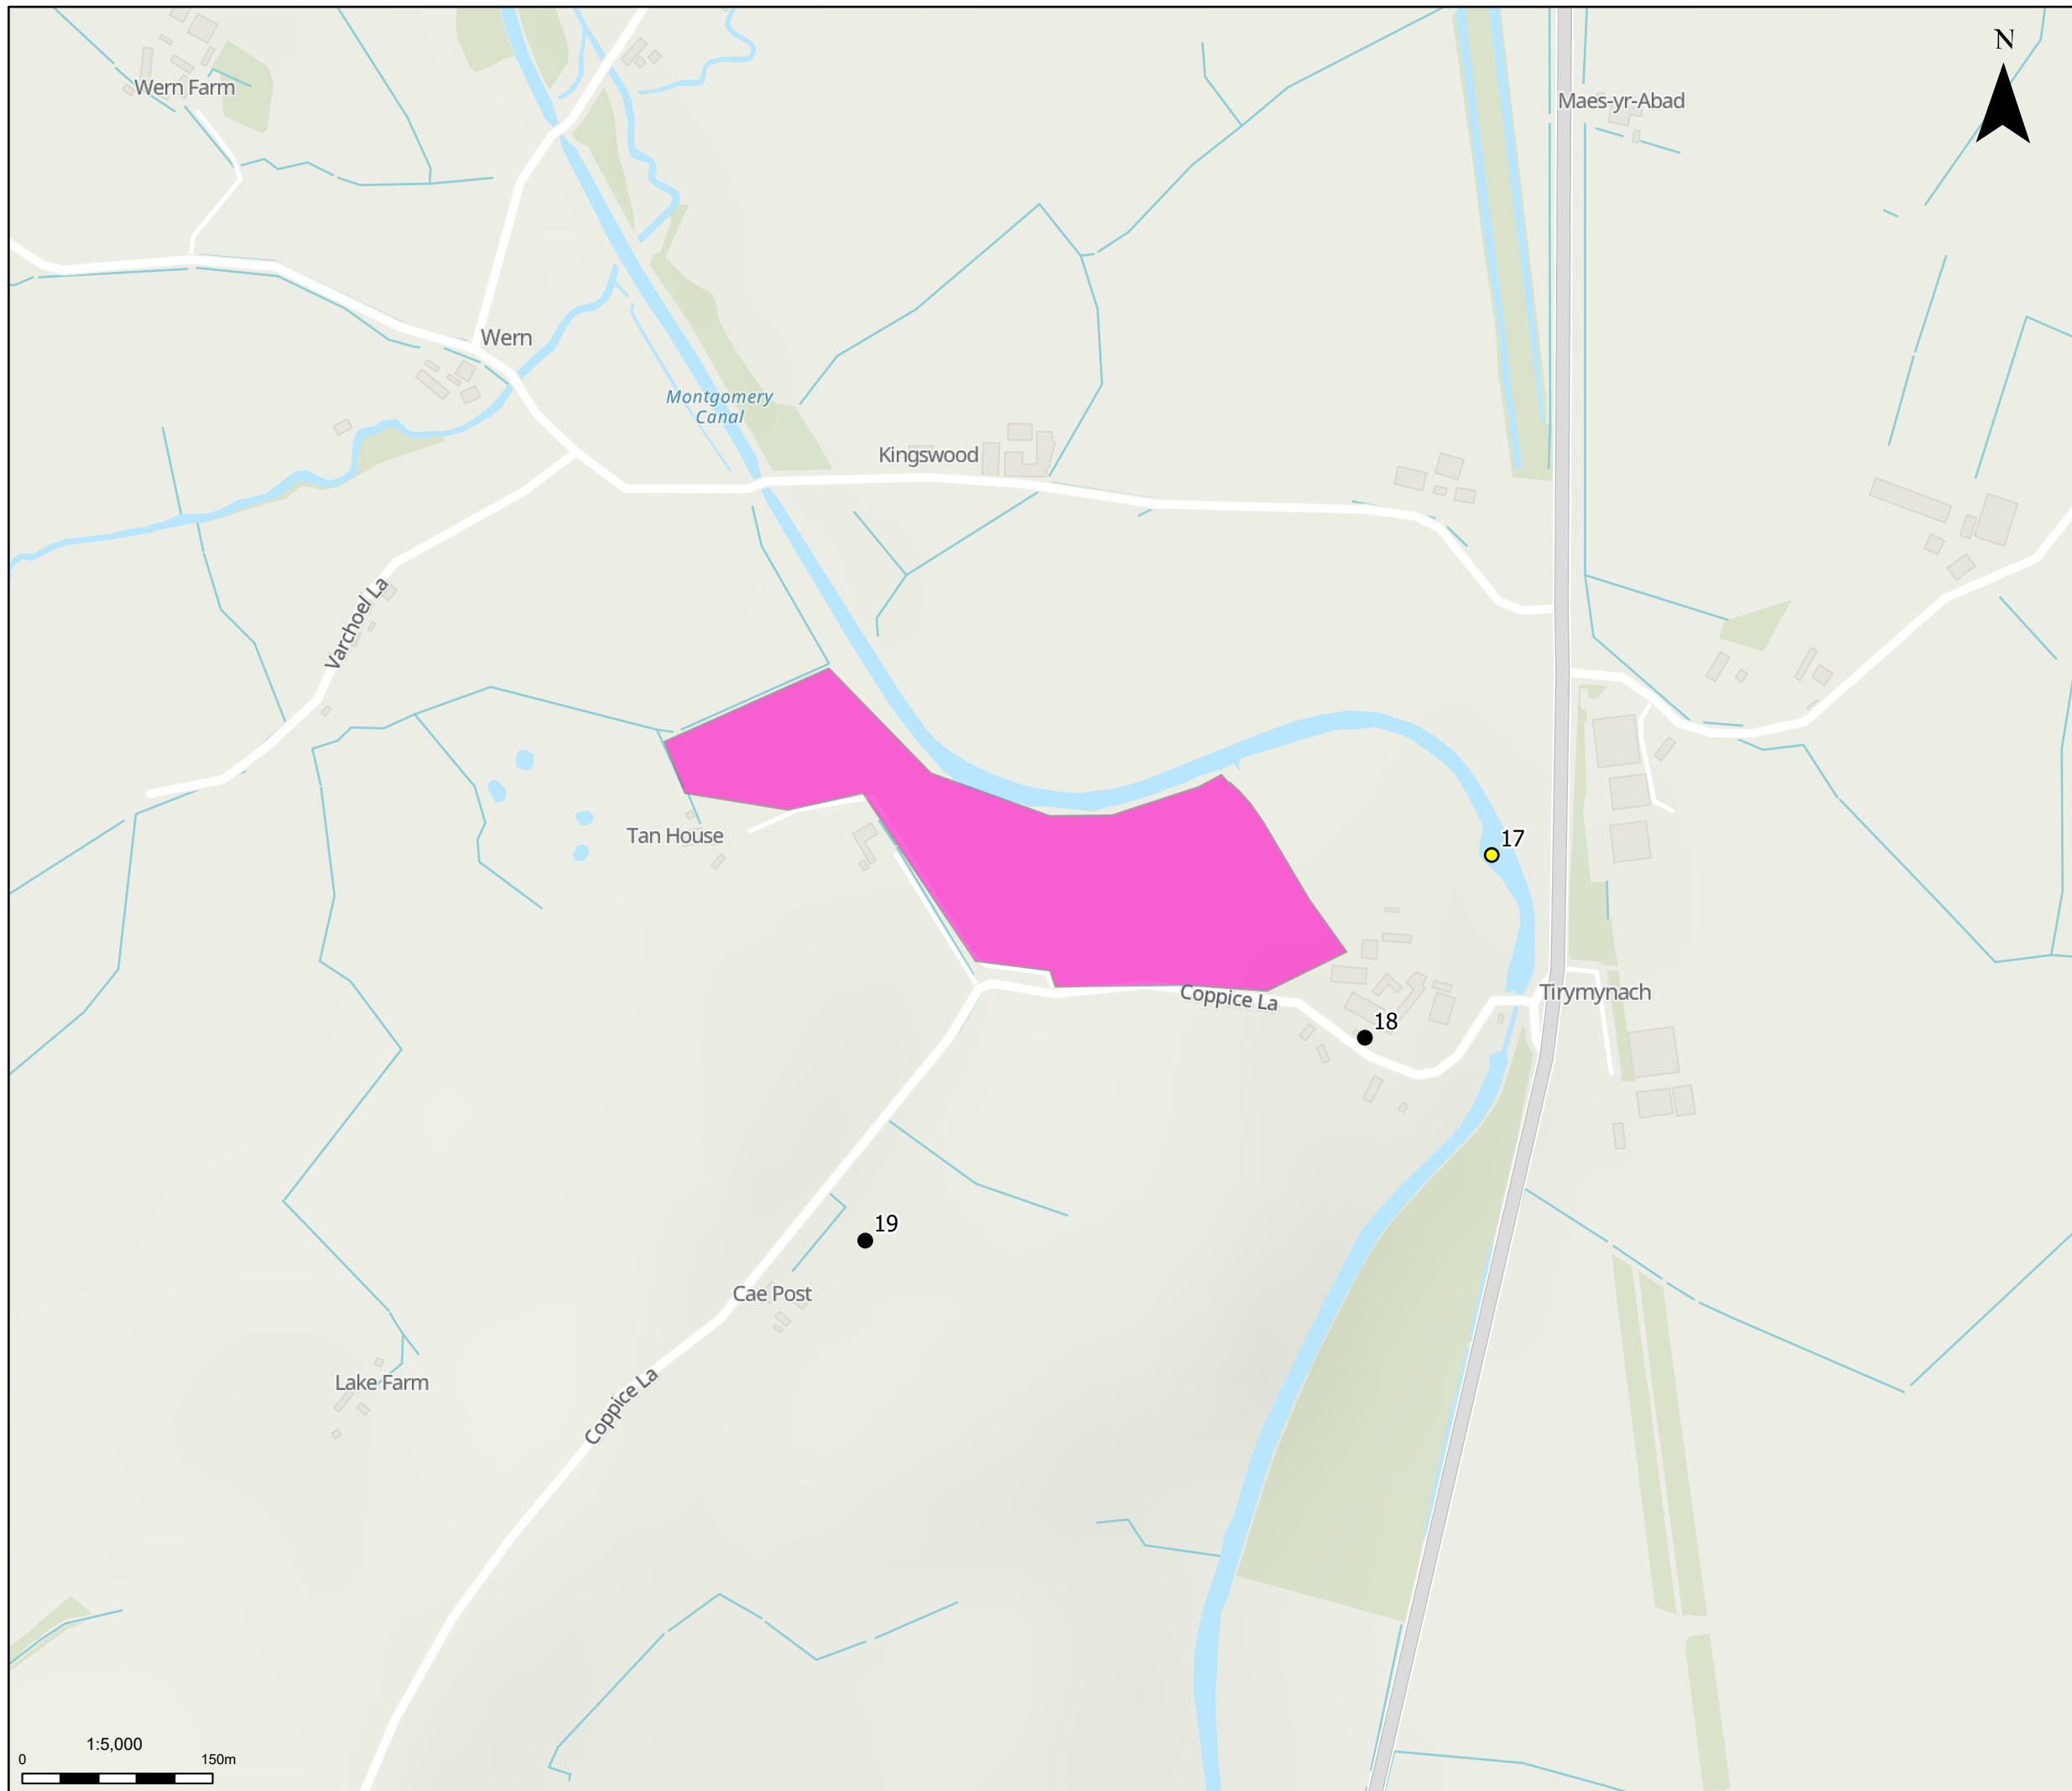 N
Wern Farm
Maes-yr-Abad
Wern
Montgomery
Canal
Kingswood
Varchoel La
Tan House
17
Tirymynach
Coppice La
18
19
Cae Post
Lake Farm
Coppice La
1:5,000
0 150m